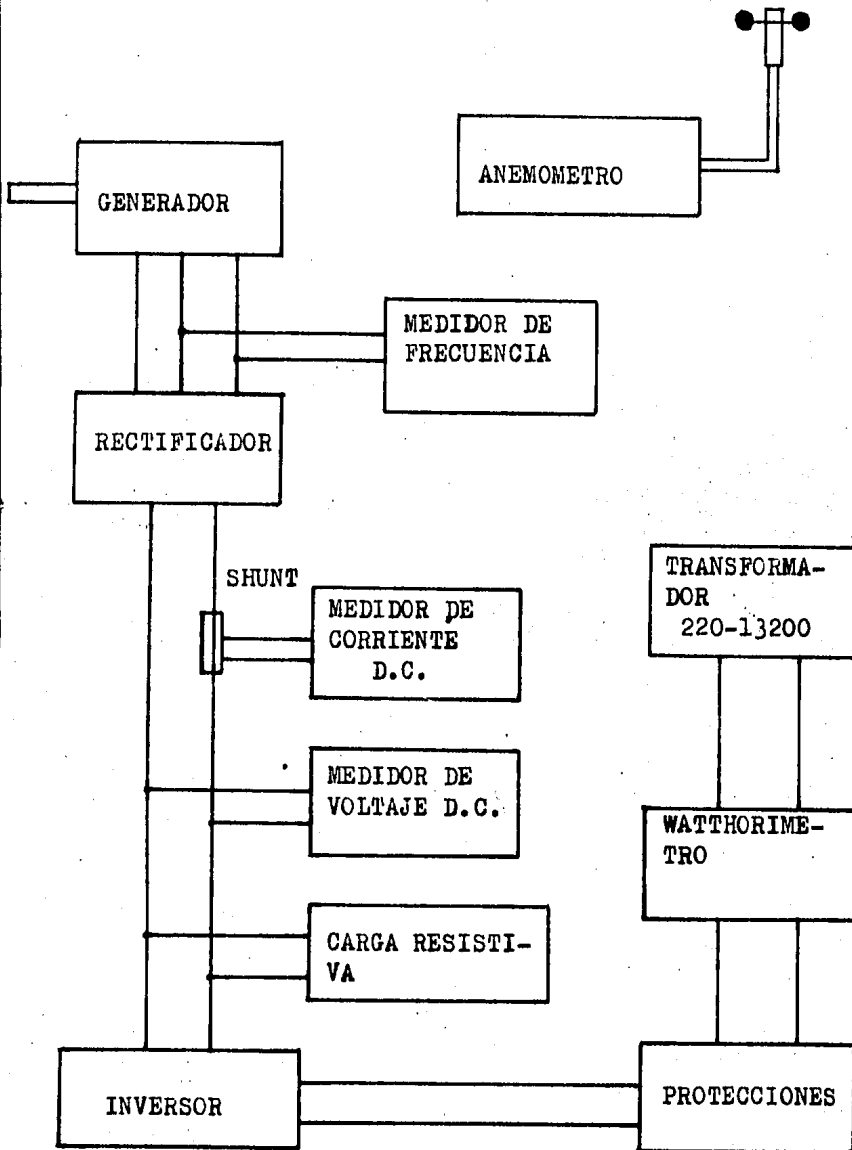 ANEMOMETRO
GENERADOR
MEDIDOR DE
FRECUENCIA
RECTIFICADOR
SHUNT
MEDIDOR DE
CORRIENTE
D.C.
TRANSFORMA-
DOR
220-13200
MEDIDOR DE
VOLTAJE D.C.
WATTHORIME-
TRO
CARGA RESISTI-
VA
INVERSOR
PROTECCIONES